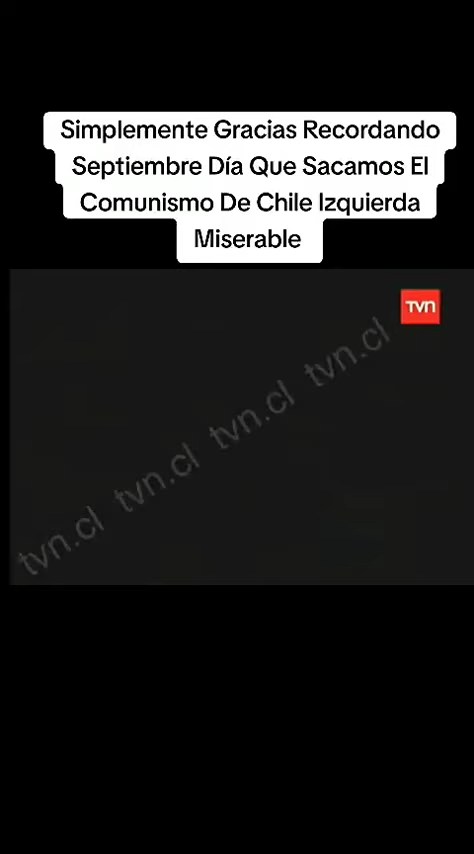 Simplemente Gracias Recordando
Septiembre Día Que Sacamos El
Comunismo De Chile Izquierda
Miserable
TVN
tvn.cl tvn.cl tvn.cl tvn.cl